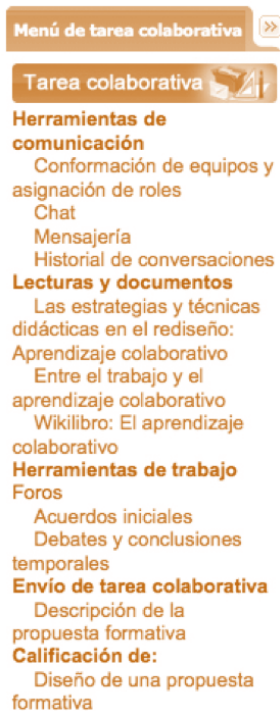 Menú de tarea colaborativa
Tarea colaborativa
Herramientas de
comunicación
Conformación de equipos y
asignación de roles
Chat
Mensajería
Historial de conversaciones
Lecturas y documentos
Las estrategias y técnicas
didácticas en el rediseño:
Aprendizaje colaborativo
Entre el trabajo y el
aprendizaje colaborativo
Wikilibro: El aprendizaje
colaborativo
Herramientas de trabajo
Foros
Acuerdos iniciales
Debates y conclusiones
temporales
Envío de tarea colaborativa
Descripción de la
propuesta formativa
Calificación de:
Diseño de una propuesta
formativa